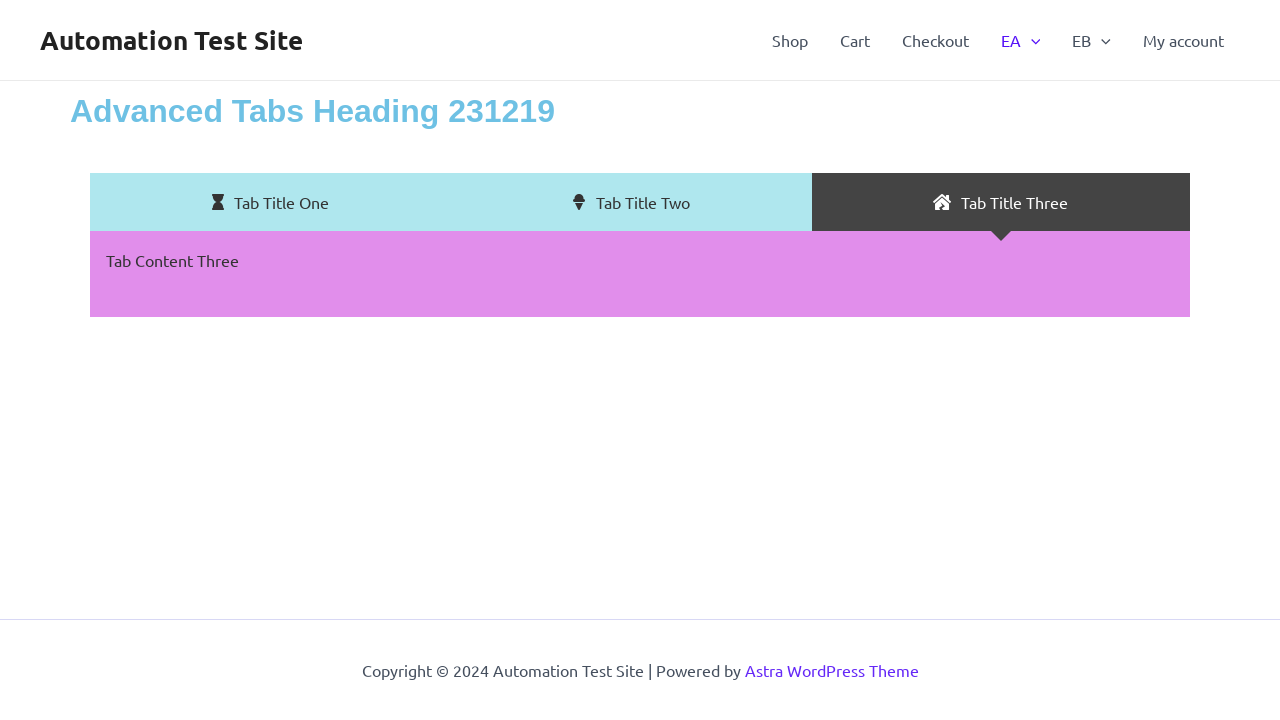 Automation Test Site
Shop Cart Checkout EA EB My account
Advanced Tabs Heading 231219
Tab Title One Tab Title Two Tab Title Three
Tab Content Three
Copyright © 2024 Automation Test Site | Powered by Astra WordPress Theme